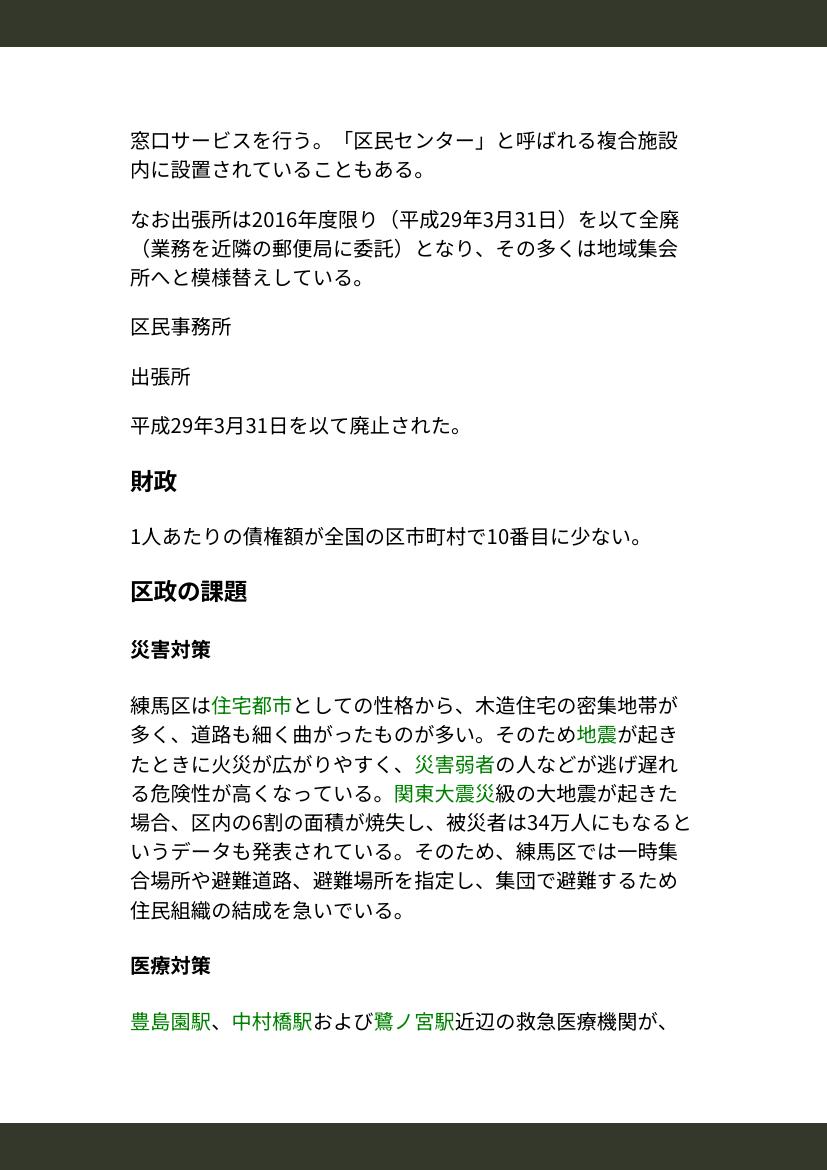 窓口サービスを行う。「区民センター」と呼ばれる複合施設
内に設置されていることもある。
なお出張所は2016年度限り（平成29年3月31日）を以て全廃
（業務を近隣の郵便局に委託）となり、その多くは地域集会
所へと模様替えしている。
区民事務所
出張所
平成29年3月31日を以て廃止された。
財政
1人あたりの債権額が全国の区市町村で10番目に少ない。
区政の課題
災害対策
練馬区は住宅都市としての性格から、木造住宅の密集地帯が
多く、道路も細く曲がったものが多い。そのため地震が起き
たときに火災が広がりやすく、災害弱者の人などが逃げ遅れ
る危険性が高くなっている。関東大震災級の大地震が起きた
場合、区内の6割の面積が焼失し、被災者は34万人にもなると
いうデータも発表されている。そのため、練馬区では一時集
合場所や避難道路、避難場所を指定し、集団で避難するため
住民組織の結成を急いでいる。
医療対策
豊島園駅、中村橋駅および鷺ノ宮駅近辺の救急医療機関が、